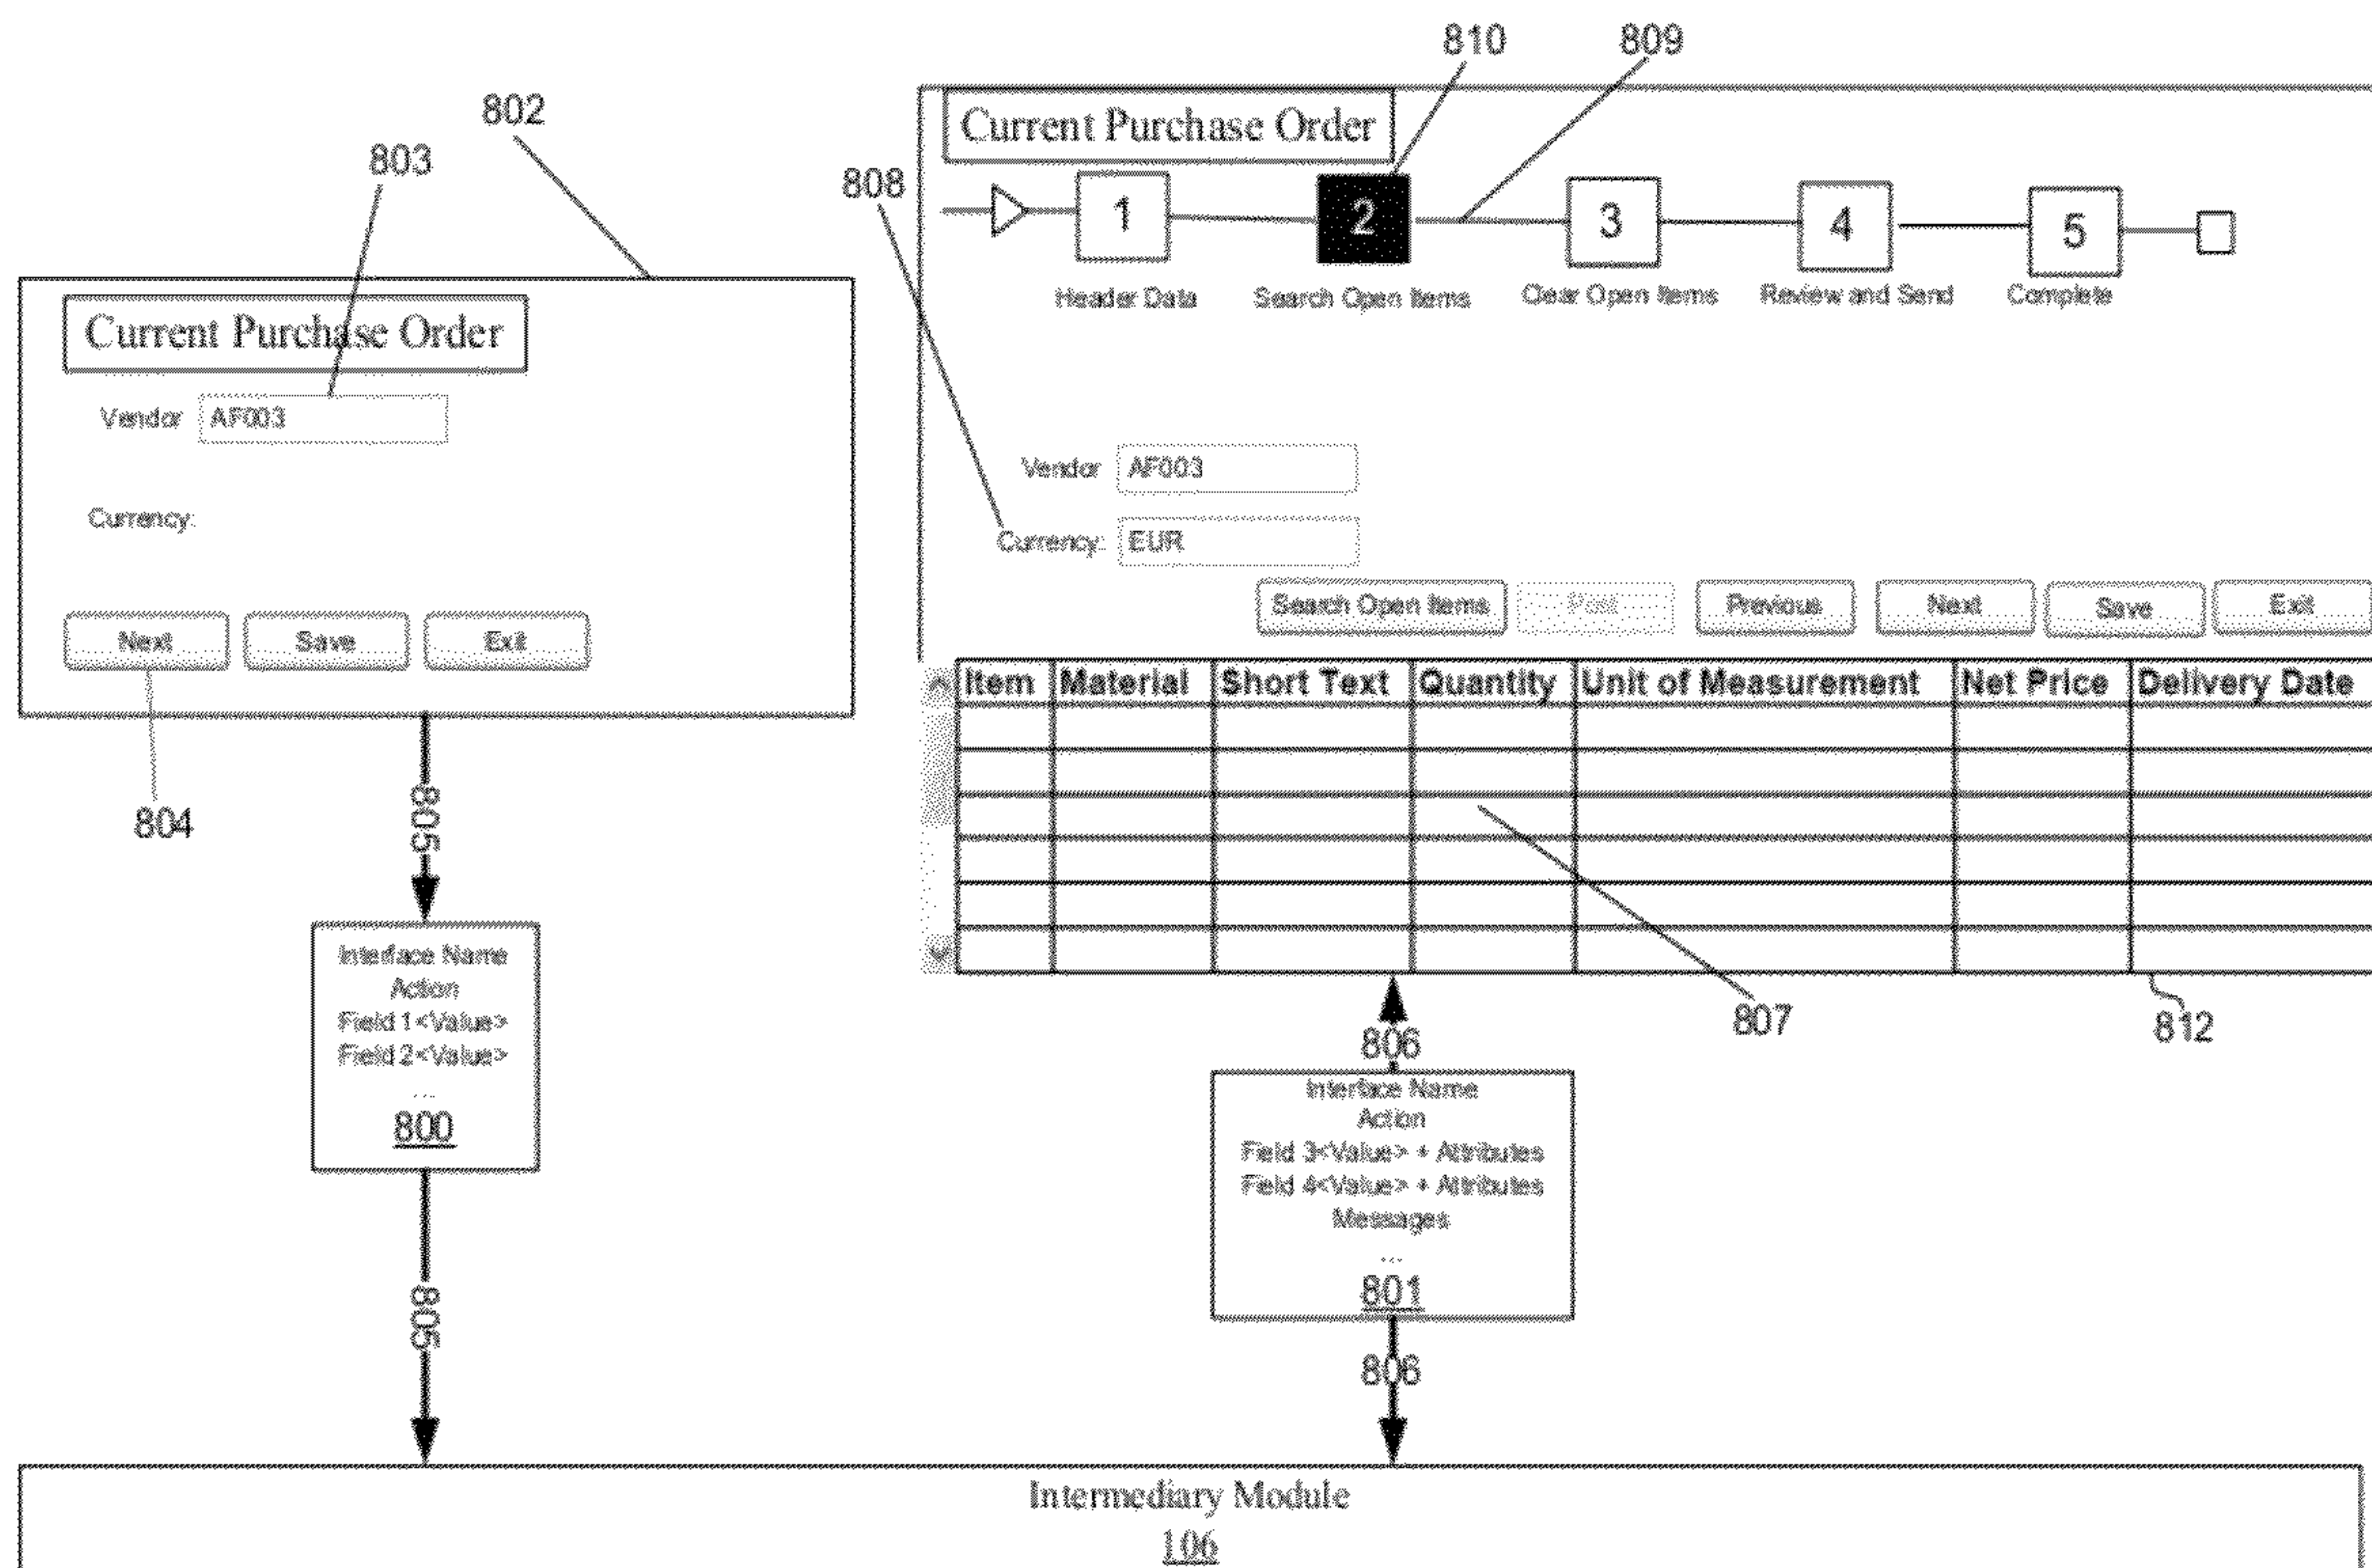 810
809
802
803
808
Current Purchase Order
1
2
3
4
5
Header Data
Search Open Items
Clear Open Items
Review and Send
Complete
Current Purchase Order
Vendor AF003
Currency:
Next
Save
Exit
804
Vendor AF003
Currency: EUR
Search Open Items
Post
Previous
Next
Save
Exit
Item Material Short Text Quantity Unit of Measurement Net Price Delivery Date
807
812
805
Interface Name
Action
Field 1<Value>
Field 2<Value>
...
800
805
806
Interface Name
Action
Field 3<Value> + Attributes
Field 4<Value> + Attributes
Messages
...
801
806
Intermediary Module
106